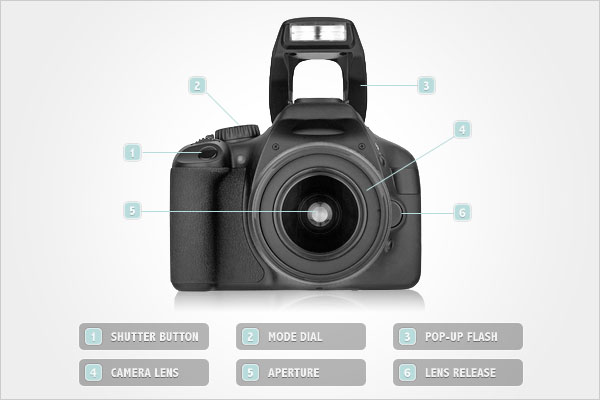 2
3
4
1
5
6
1 SHUTTER BUTTON
2 MODE DIAL
3 POP-UP FLASH
4 CAMERA LENS
5 APERTURE
6 LENS RELEASE